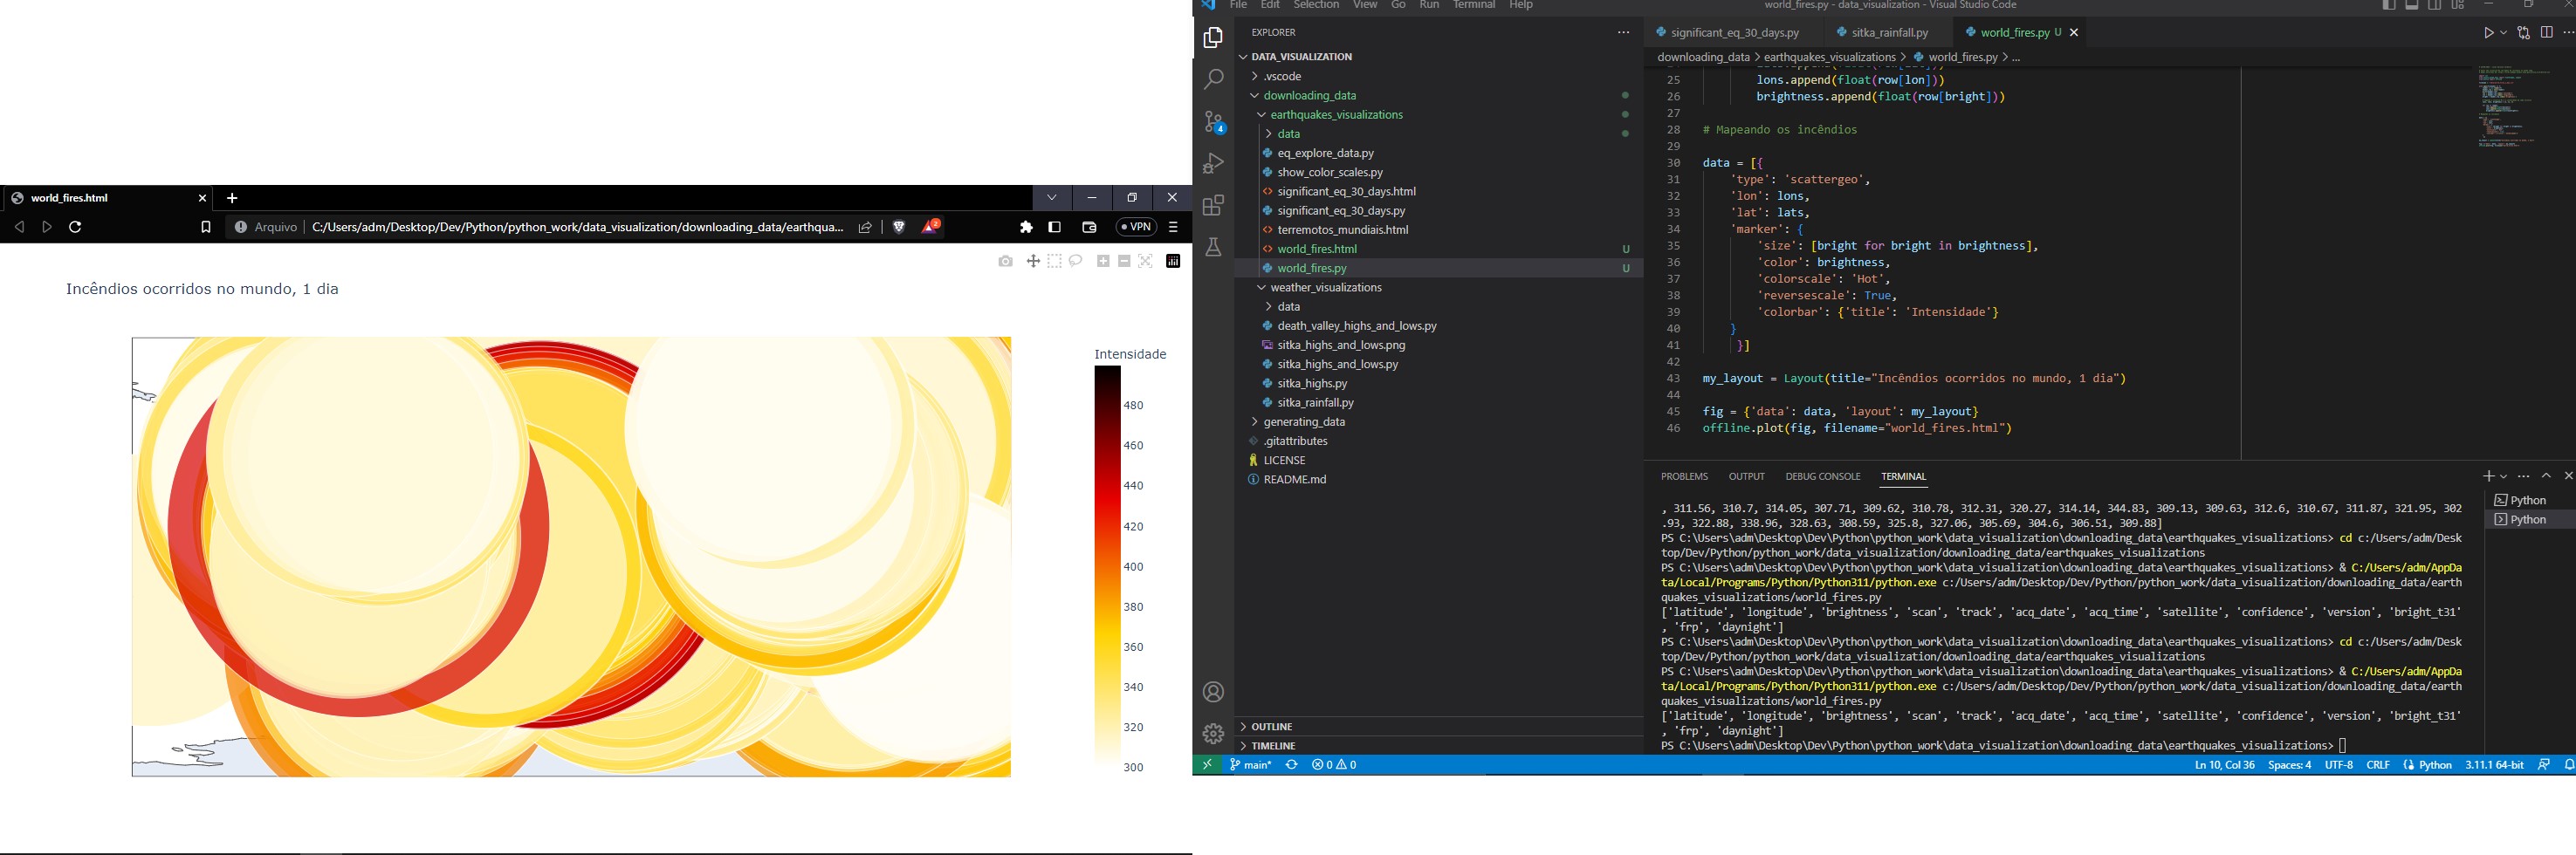 world_fires.html
Arquivo
C:/Users/adm/Desktop/Dev/Python/python_work/data_visualization/downloading_data/earthqua...
2
VPN
Incêndios ocorridos no mundo, 1 dia
Intensidade
480
460
440
420
400
380
360
340
320
300
File Edit Selection View Go Run Terminal Help
world_fires.py - data_visualization - Visual Studio Code
EXPLORER
DATA_VISUALIZATION
.vscode
downloading_data
earthquakes_visualizations
data
eq_explore_data.py
show_color_scales.py
significant_eq_30_days.html
significant_eq_30_days.py
terremotos_mundiais.html
world_fires.html U
world_fires.py U
weather_visualizations
data
death_valley_highs_and_lows.py
sitka_highs_and_lows.png
sitka_highs_and_lows.py
sitka_highs.py
sitka_rainfall.py
generating_data
.gitattributes
LICENSE
README.md
OUTLINE
TIMELINE
4
significant_eq_30_days.py sitka_rainfall.py world_fires.py U
downloading_data > earthquakes_visualizations > world_fires.py > ...
25 lons.append(float(row[lon]))
26 brightness.append(float(row[bright]))
27
28 # Mapeando os incêndios
29
30 data = [{
31 'type': 'scattergeo',
32 'lon': lons,
33 'lat': lats,
34 'marker': {
35 'size': [bright for bright in brightness],
36 'color': brightness,
37 'colorscale': 'Hot',
38 'reversescale': True,
39 'colorbar': {'title': 'Intensidade'}
40 }
41 }]
42
43 my_layout = Layout(title="Incêndios ocorridos no mundo, 1 dia")
44
45 fig = {'data': data, 'layout': my_layout}
46 offline.plot(fig, filename="world_fires.html")
PROBLEMS OUTPUT DEBUG CONSOLE TERMINAL
, 311.56, 310.7, 314.05, 307.71, 309.62, 310.78, 312.31, 320.27, 314.14, 344.83, 309.13, 309.63, 312.6, 310.67, 311.87, 321.95, 302
.93, 322.88, 338.96, 328.63, 308.59, 325.8, 327.06, 305.69, 304.6, 306.51, 309.88]
PS C:\Users\adm\Desktop\Dev\Python\python_work\data_visualization\downloading_data\earthquakes_visualizations> cd c:/Users/adm/Desk
top/Dev/Python/python_work/data_visualization/downloading_data/earthquakes_visualizations
PS C:\Users\adm\Desktop\Dev\Python\python_work\data_visualization\downloading_data\earthquakes_visualizations> & C:/Users/adm/AppDa
ta/Local/Programs/Python/Python311/python.exe c:/Users/adm/Desktop/Dev/Python/python_work/data_visualization/downloading_data/earth
quakes_visualizations/world_fires.py
['latitude', 'longitude', 'brightness', 'scan', 'track', 'acq_date', 'acq_time', 'satellite', 'confidence', 'version', 'bright_t31'
, 'frp', 'daynight']
PS C:\Users\adm\Desktop\Dev\Python\python_work\data_visualization\downloading_data\earthquakes_visualizations> cd c:/Users/adm/Desk
top/Dev/Python/python_work/data_visualization/downloading_data/earthquakes_visualizations
PS C:\Users\adm\Desktop\Dev\Python\python_work\data_visualization\downloading_data\earthquakes_visualizations> & C:/Users/adm/AppDa
ta/Local/Programs/Python/Python311/python.exe c:/Users/adm/Desktop/Dev/Python/python_work/data_visualization/downloading_data/earth
quakes_visualizations/world_fires.py
['latitude', 'longitude', 'brightness', 'scan', 'track', 'acq_date', 'acq_time', 'satellite', 'confidence', 'version', 'bright_t31'
, 'frp', 'daynight']
PS C:\Users\adm\Desktop\Dev\Python\python_work\data_visualization\downloading_data\earthquakes_visualizations>
Python
Python
main* 0 0
Ln 10, Col 36 Spaces: 4 UTF-8 CRLF Python 3.11.1 64-bit